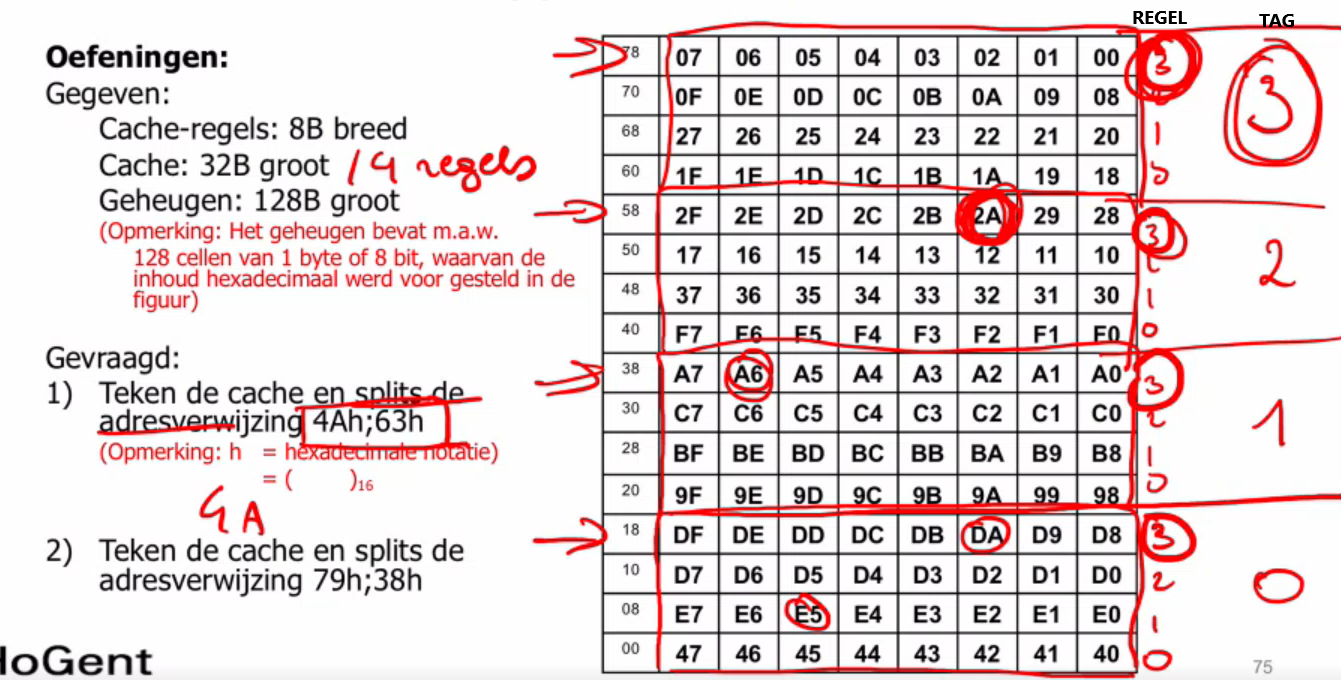 REGEL TAG
Oefeningen:
Gegeven:
Cache-regels: 8B breed
Cache: 32B groot / 4 regels
Geheugen: 128B groot
(Opmerking: Het geheugen bevat m.a.w.
128 cellen van 1 byte of 8 bit, waarvan de
inhoud hexadecimaal werd voor gesteld in de
figuur)
Gevraagd:
1) Teken de cache en splits de
adresverwijzing 4Ah;63h
(Opmerking: h = hexadecimale notatie)
= ( )16
4A
2) Teken de cache en splits de
adresverwijzing 79h;38h
HoGent
78 07 06 05 04 03 02 01 00 3
70 0F 0E 0D 0C 0B 0A 09 08
68 27 26 25 24 23 22 21 20 1
60 1F 1E 1D 1C 1B 1A 19 18 0
3
58 2F 2E 2D 2C 2B 2A 29 28 3
50 17 16 15 14 13 12 11 10
48 37 36 35 34 33 32 31 30 1
40 F7 F6 F5 F4 F3 F2 F1 F0 0
2
38 A7 A6 A5 A4 A3 A2 A1 A0 3
30 C7 C6 C5 C4 C3 C2 C1 C0 2
28 BF BE BD BC BB BA B9 B8 1
20 9F 9E 9D 9C 9B 9A 99 98 0
1
18 DF DE DD DC DB DA D9 D8 3
10 D7 D6 D5 D4 D3 D2 D1 D0 2
08 E7 E6 E5 E4 E3 E2 E1 E0 1
00 47 46 45 44 43 42 41 40 0
0
75